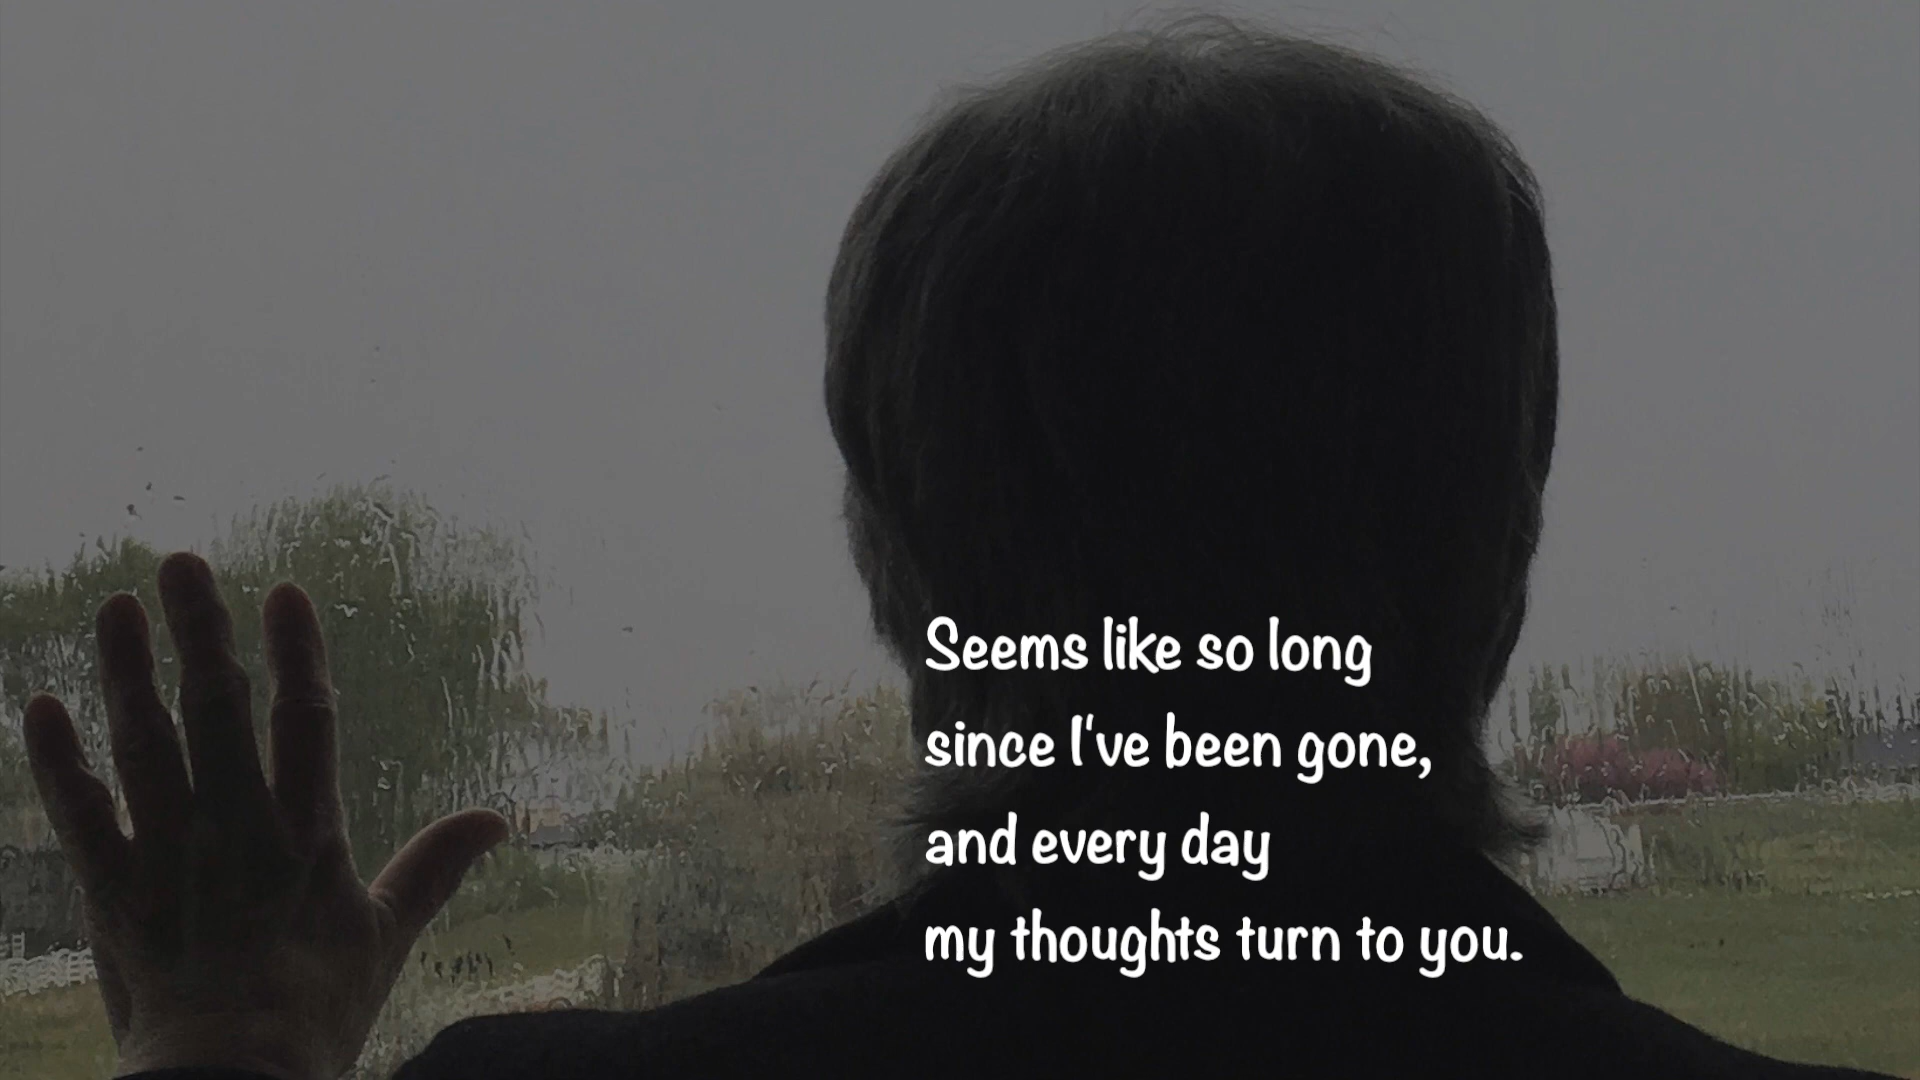 Seems like so long
since I've been gone,
and every day
my thoughts turn to you.